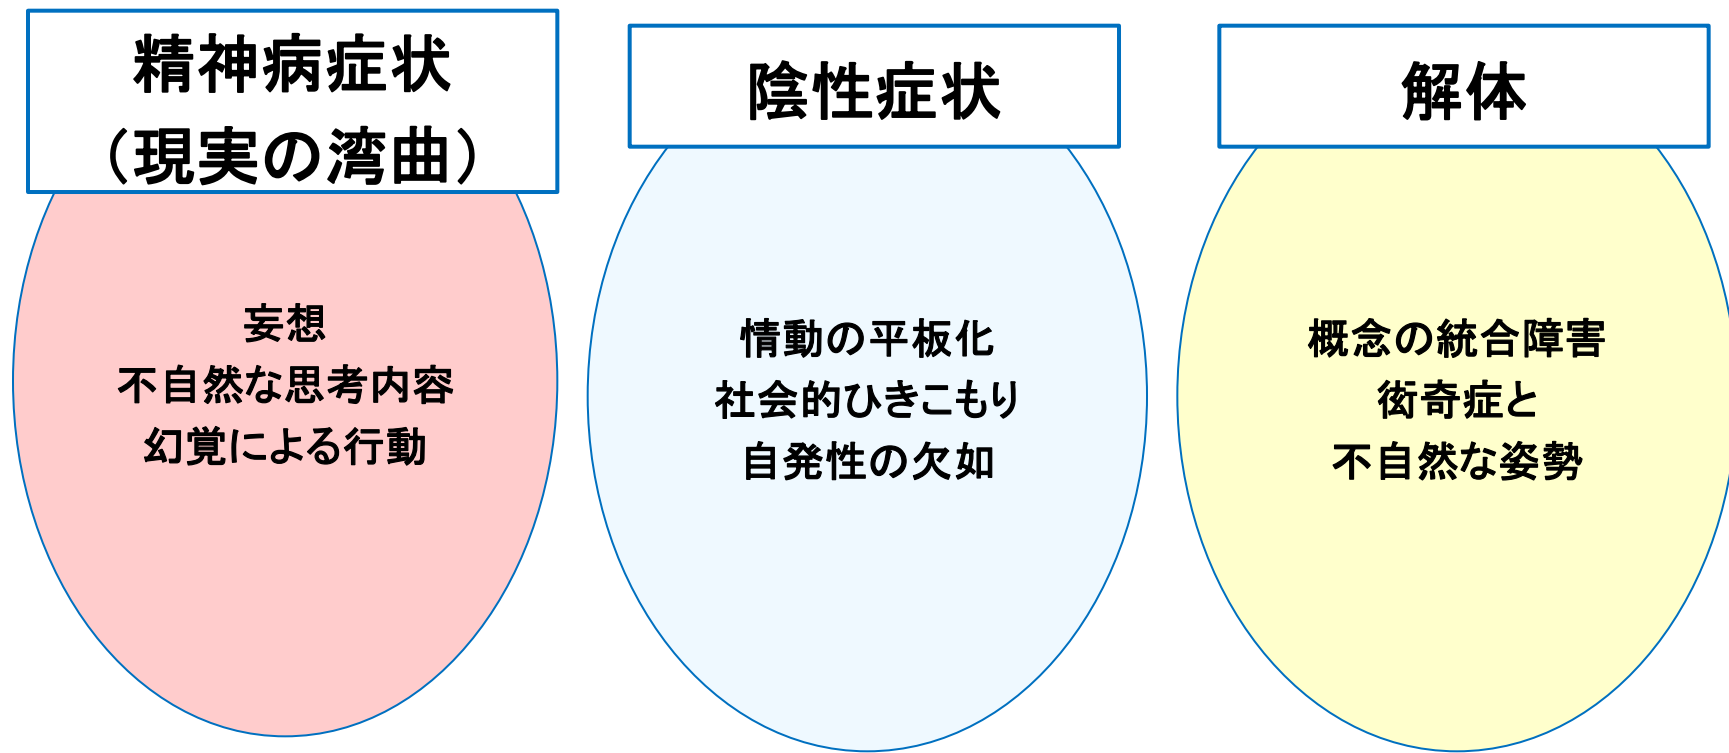 精神病症状
（現実の湾曲）
妄想
不自然な思考内容
幻覚による行動
陰性症状
情動の平板化
社会的ひきこもり
自発性の欠如
解体
概念の統合障害
衒奇症と
不自然な姿勢